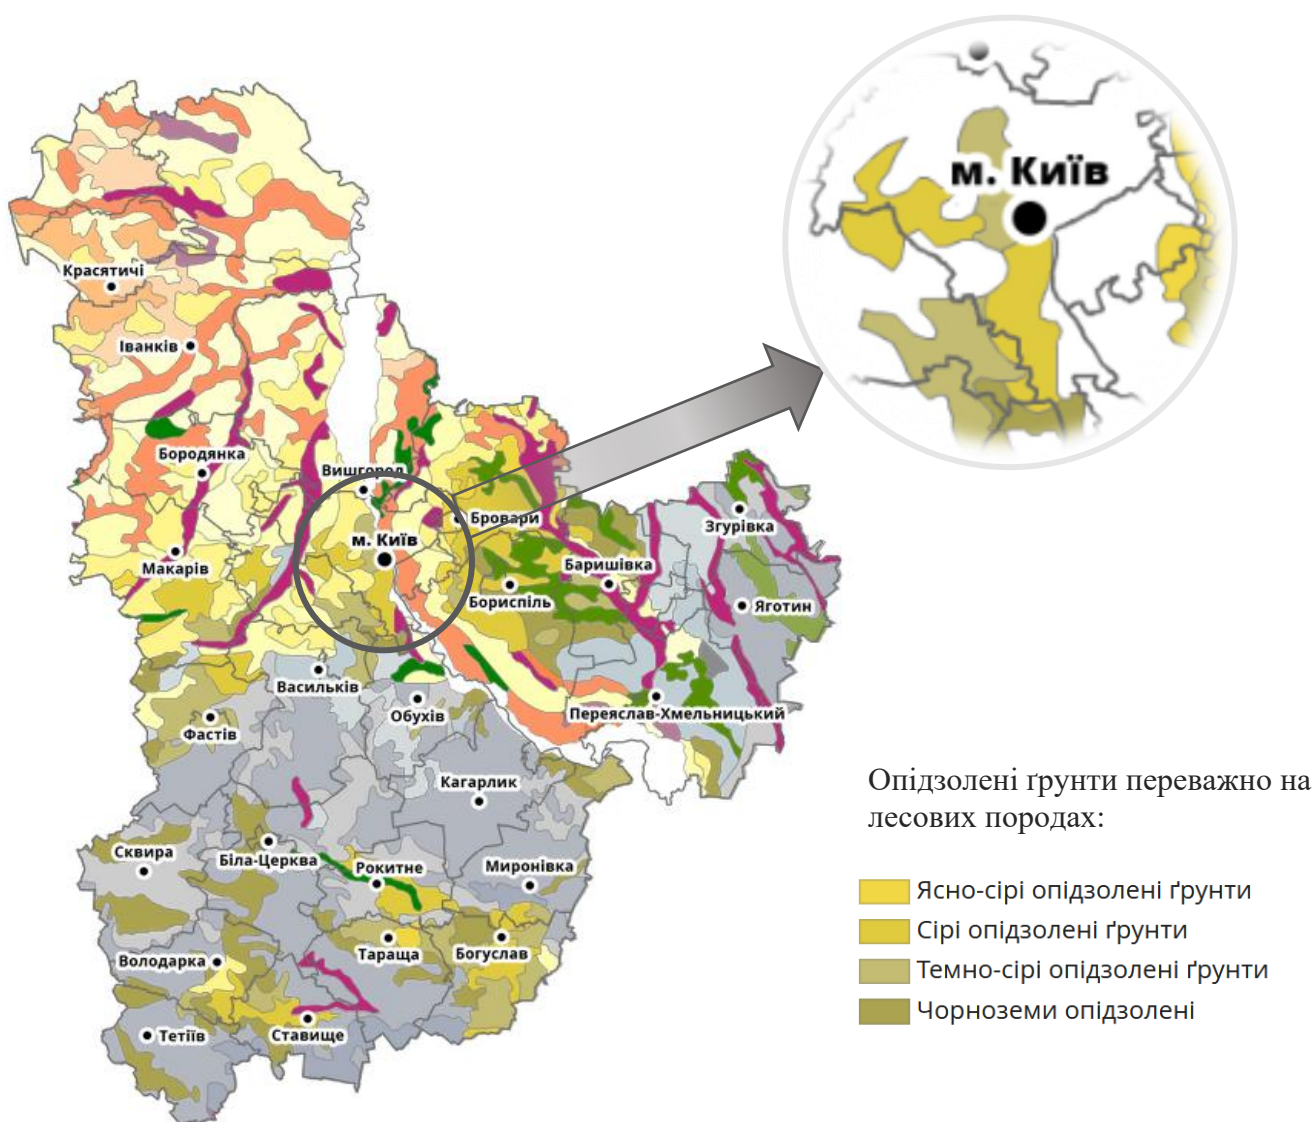 м. Київ
Красятичі
Іванків
Бородянка
Вишгород
Бровари
Згурівка
м. Київ
Макарів
Баришівка
Бориспіль
Яготин
Васильків
Обухів
Переяслав-Хмельницький
Фастів
Опідзолені ґрунти переважно на
лесових породах:
Кагарлик
Сквира
Біла-Церква
Рокитне
Миронівка
Ясно-сірі опідзолені ґрунти
Сірі опідзолені ґрунти
Тараща
Богуслав
Володарка
Темно-сірі опідзолені ґрунти
Чорноземи опідзолені
Тетіїв
Ставище